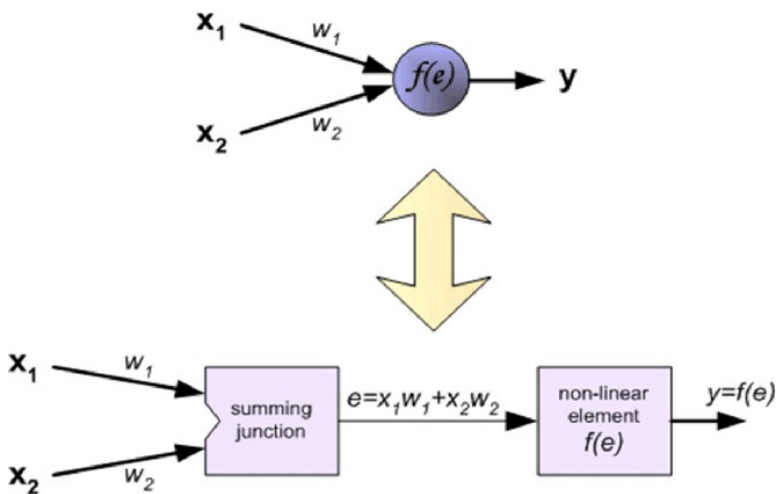 x₁ w₁
f(e) y
x₂ w₂
x₁ w₁
summing
junction
e=x₁w₁+x₂w₂
non-linear
element
f(e)
y=f(e)
x₂ w₂